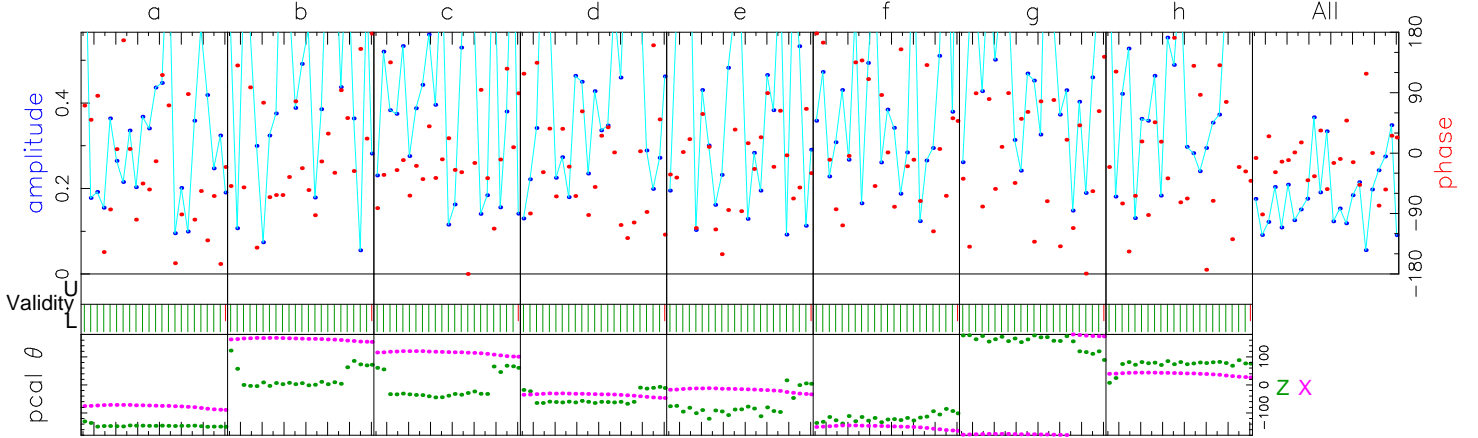 a b c d e f g h All
amplitude
0.4
0.2
0
180
90
0
−90
−180
phase
Validity
U
L
pcal θ
100
0
−100
Z X